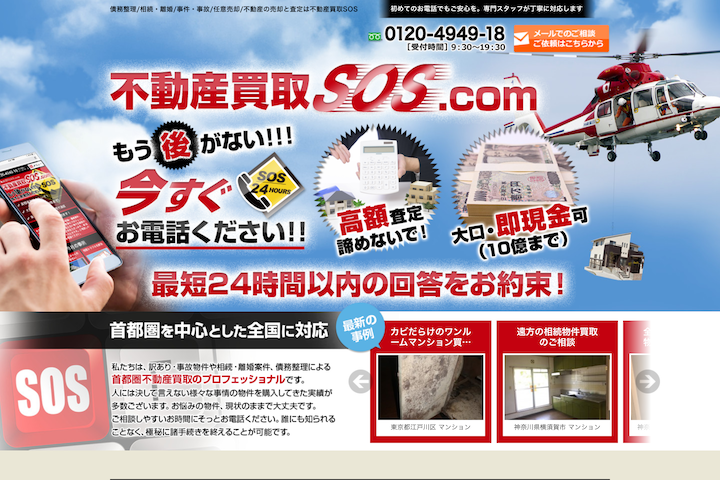 債務整理/相続・離婚/事件・事故/任意売却/不動産の売却と査定は不動産買取SOS
初めてのお電話でもご安心を。専門スタッフが丁寧に対応します
0120-4949-18
[受付時間] 9:30～19:30
メールでのご相談
ご依頼はこちらから
不動産買取SOS.com
もう後がない!!!
今すぐ
お電話ください!!
SOS
24 HOURS
高額査定
諦めないで!
大口・即現金可
(10億まで)
最短24時間以内の回答をお約束!
首都圏を中心とした全国に対応
最新の
事例
SOS
私たちは、訳あり・事故物件や相続・離婚案件、債務整理による
首都圏不動産買取のプロフェッショナルです。
人には決して言えない様々な事情の物件を購入してきた実績が
多数ございます。お悩みの物件、現状のままで大丈夫です。
ご相談しやすいお時間にそっとお電話ください。誰にも知られる
ことなく、極秘に諸手続きを終えることが可能です。
カビだらけのワンル
ームマンション買…
東京都江戸川区 マンション
遠方の相続物件買取
のご相談
神奈川県横須賀市 マンション